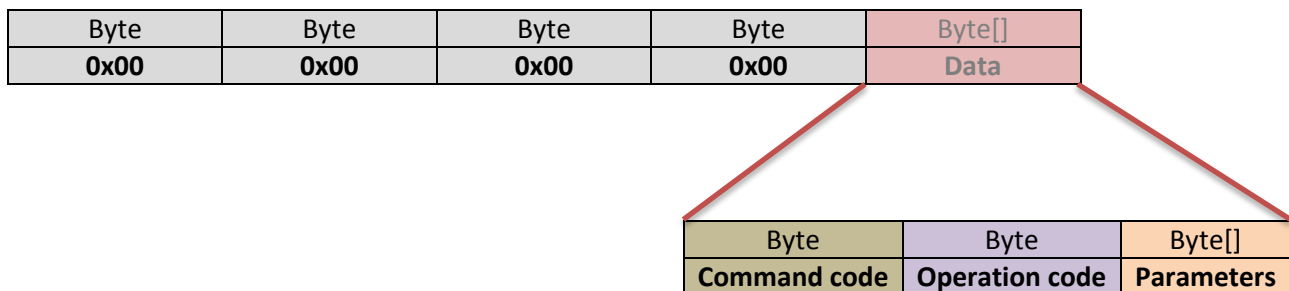 Byte Byte Byte Byte Byte[]
0x00 0x00 0x00 0x00 Data
Byte Byte Byte[]
Command code Operation code Parameters